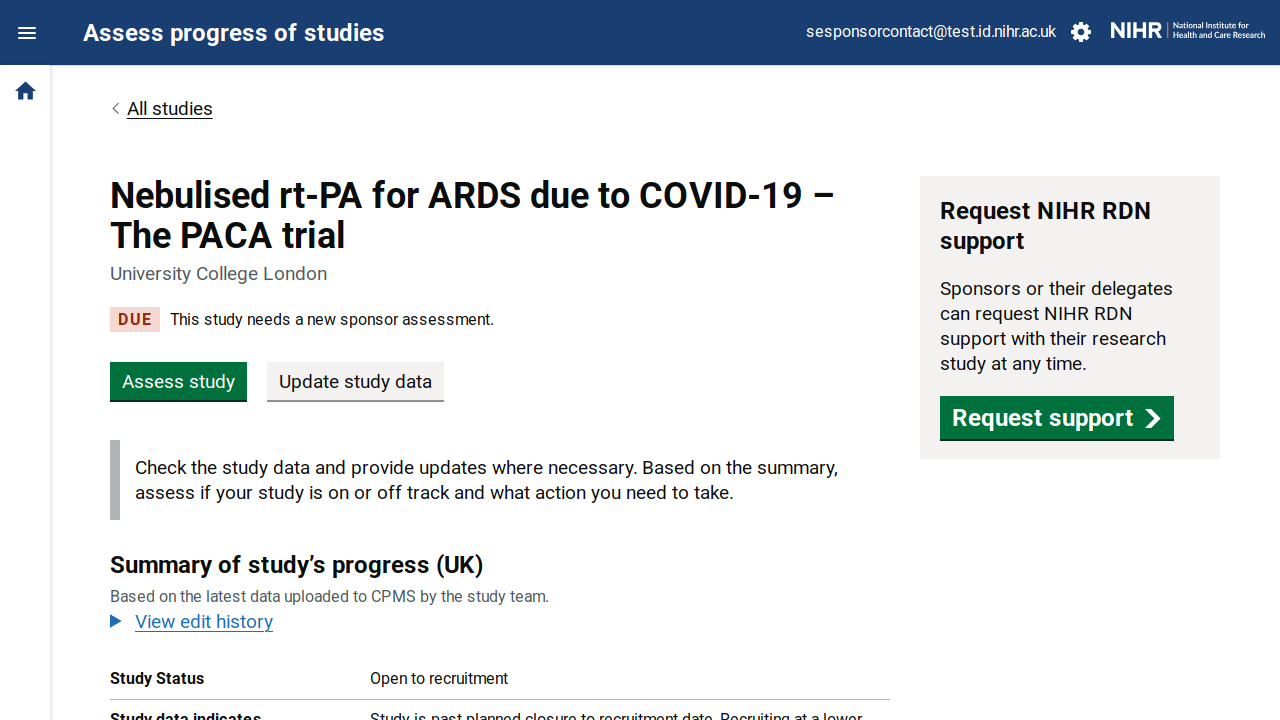 Assess progress of studies
sesponsorcontact@test.id.nihr.ac.uk
NIHR
National Institute for
Health and Care Research
All studies
Nebulised rt-PA for ARDS due to COVID-19 –
The PACA trial
University College London
DUE
This study needs a new sponsor assessment.
Assess study
Update study data
Check the study data and provide updates where necessary. Based on the summary,
assess if your study is on or off track and what action you need to take.
Summary of study’s progress (UK)
Based on the latest data uploaded to CPMS by the study team.
View edit history
Study Status
Open to recruitment
Study data indicates
Study is past planned closure to recruitment date, Recruiting at a lower
Request NIHR RDN
support
Sponsors or their delegates
can request NIHR RDN
support with their research
study at any time.
Request support